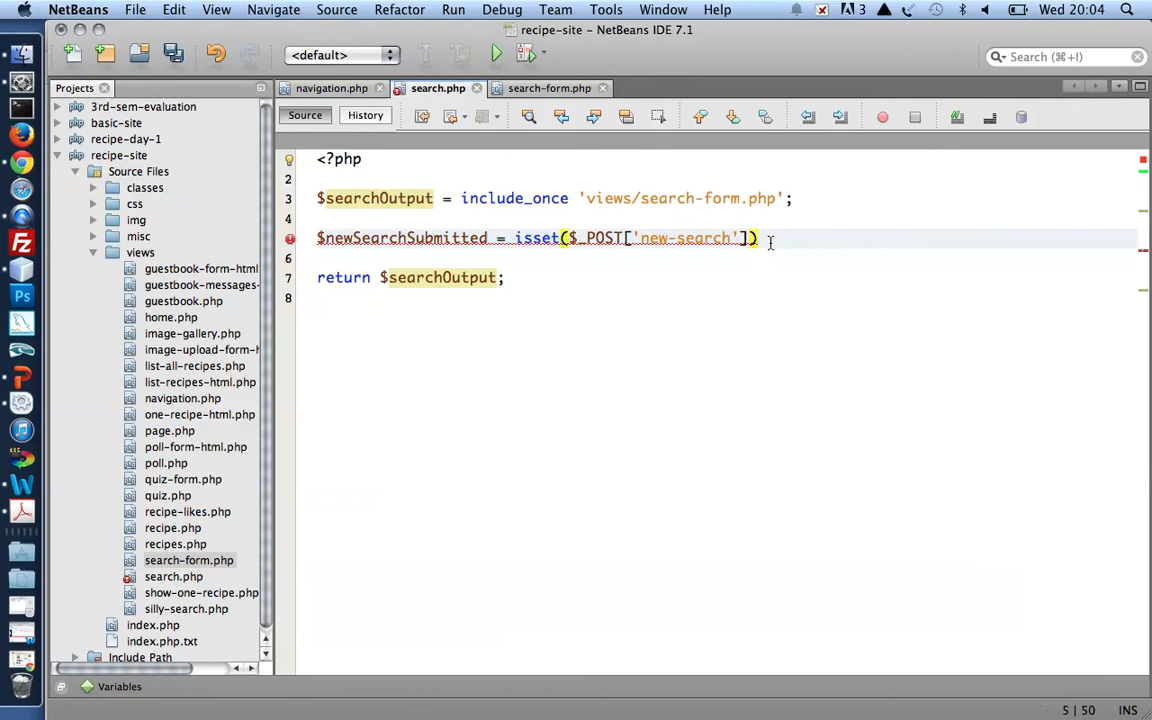 NetBeans File Edit View Navigate Source Refactor Run Debug Team Tools Window Help 3 Wed 20:04
recipe-site – NetBeans IDE 7.1
<default>
Search (⌘+I)
Projects
navigation.php search.php search-form.php
Source History
3rd-sem-evaluation
basic-site
recipe-day-1
recipe-site
Source Files
classes
css
img
misc
views
guestbook-form-html
guestbook-messages-
guestbook.php
home.php
image-gallery.php
image-upload-form-h
list-all-recipes.php
list-recipes-html.php
navigation.php
one-recipe-html.php
page.php
poll-form-html.php
poll.php
quiz-form.php
quiz.php
recipe-likes.php
recipe.php
recipes.php
search-form.php
search.php
show-one-recipe.php
silly-search.php
index.php
index.php.txt
Include Path
<?php
2
3 $searchOutput = include_once 'views/search-form.php';
4
$newSearchSubmitted = isset($_POST['new-search'])
6
7 return $searchOutput;
8
Variables
5 | 50 INS